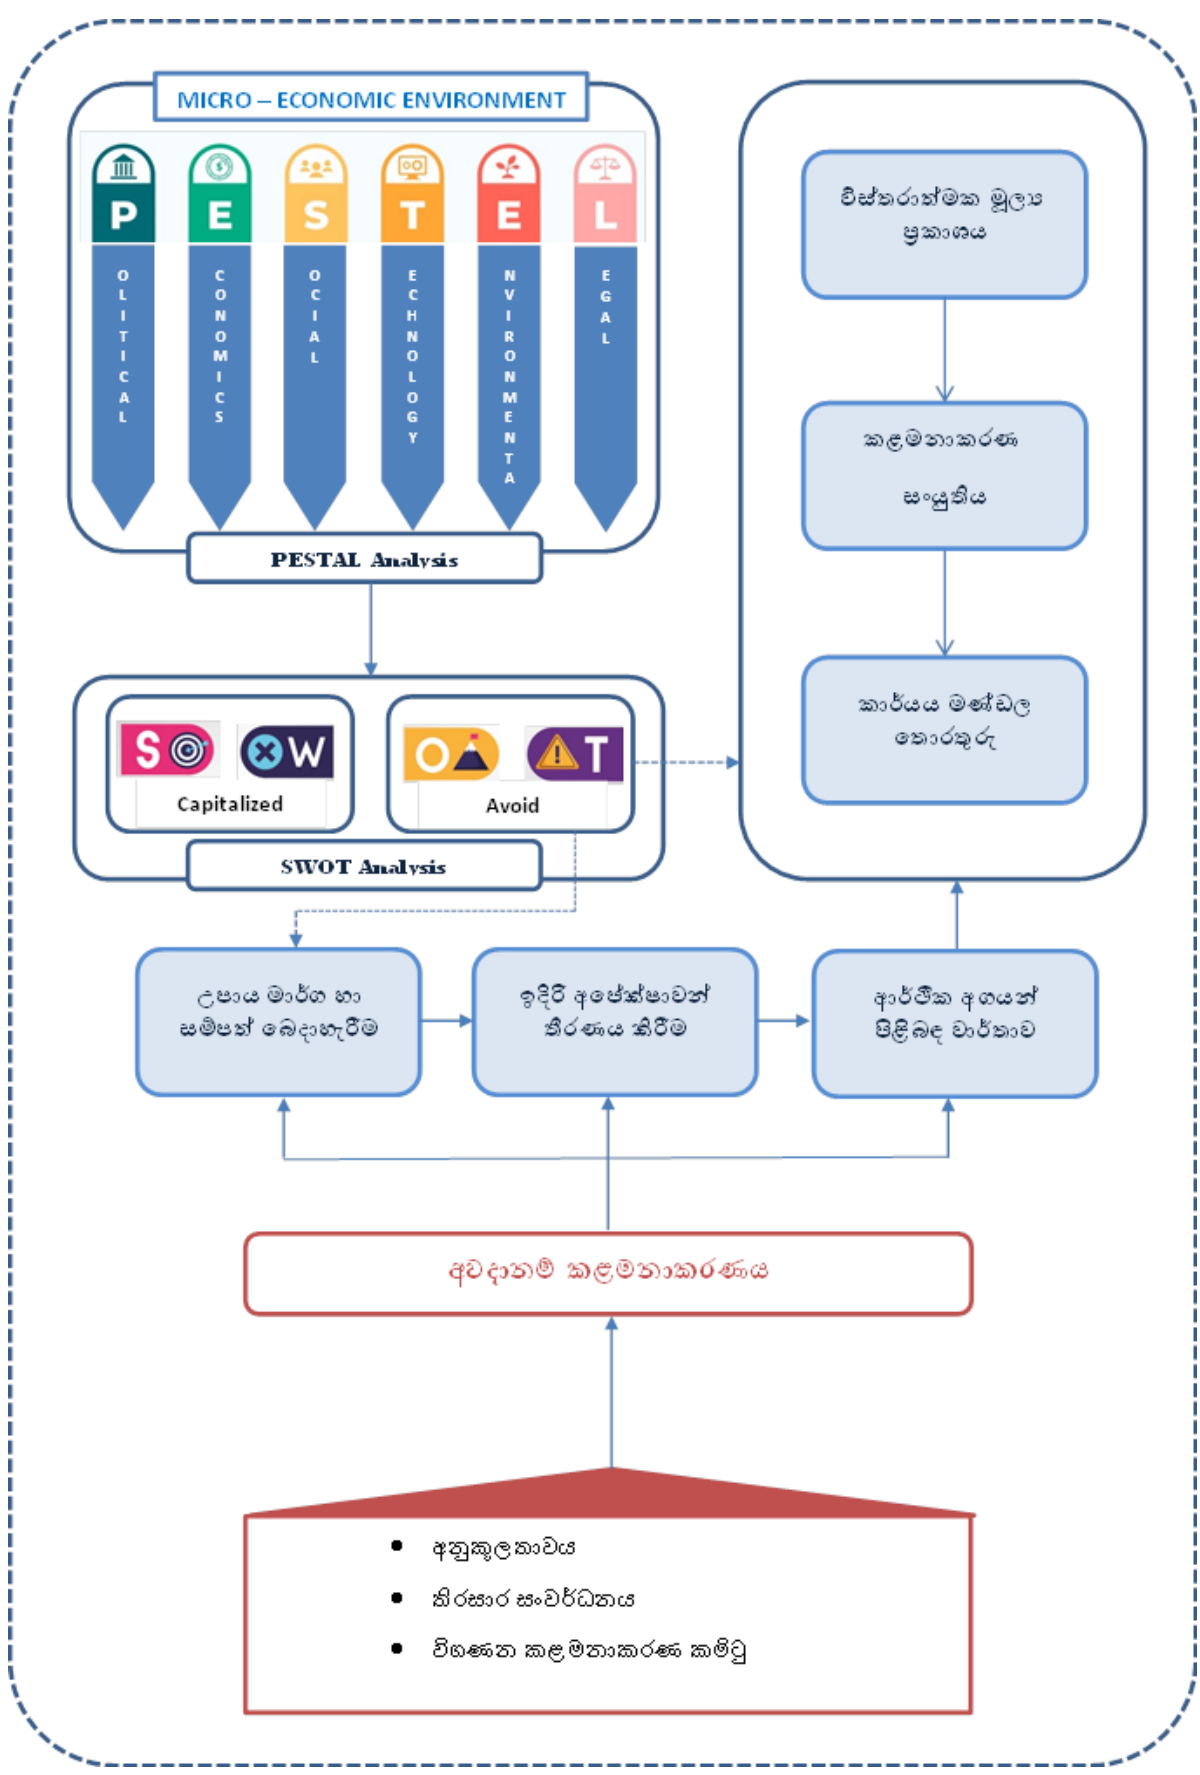 MICRO – ECONOMIC ENVIRONMENT
P E S T E L
OLITICAL
CONOMICS
OCIAL
ECHNOLOGY
NVIRONMENTA
EGAL
PESTAL Analysis
S W
Capitalized
O T
Avoid
SWOT Analysis
විස්තරාත්මක මූල්‍ය
ප්‍රකාශය
කළමනාකරණ
සංයුතිය
කාර්යය මණ්ඩල
තොරතුරු
උපාය මාර්ග හා
සම්පත් බෙදාහැරීම
ඉදිරි අපේක්ෂාවන්
තීරණය කිරීම
ආර්ථික අගයන්
පිළිබඳ වාර්තාව
අවදානම් කළමනාකරණය
• අනුකූලතාවය
• තිරසාර සංවර්ධනය
• විගණන කළමනාකරණ කමිටු